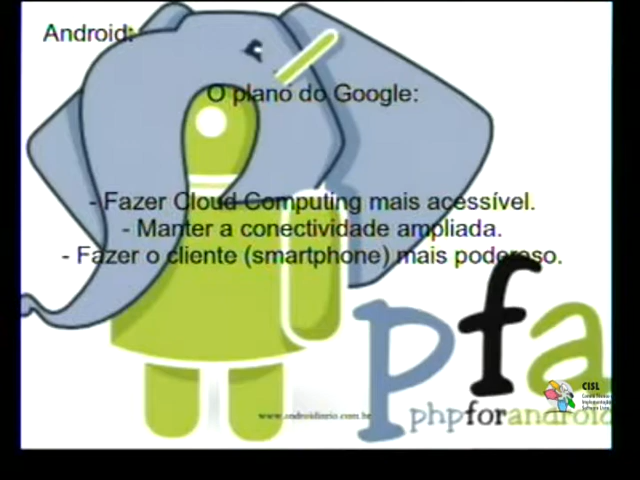 Android:
O plano do Google:
- Fazer Cloud Computing mais acessível.
- Manter a conectividade ampliada.
- Fazer o cliente (smartphone) mais poderoso.
pfa
phpforandroid
www.androidinrio.com.br
CISL